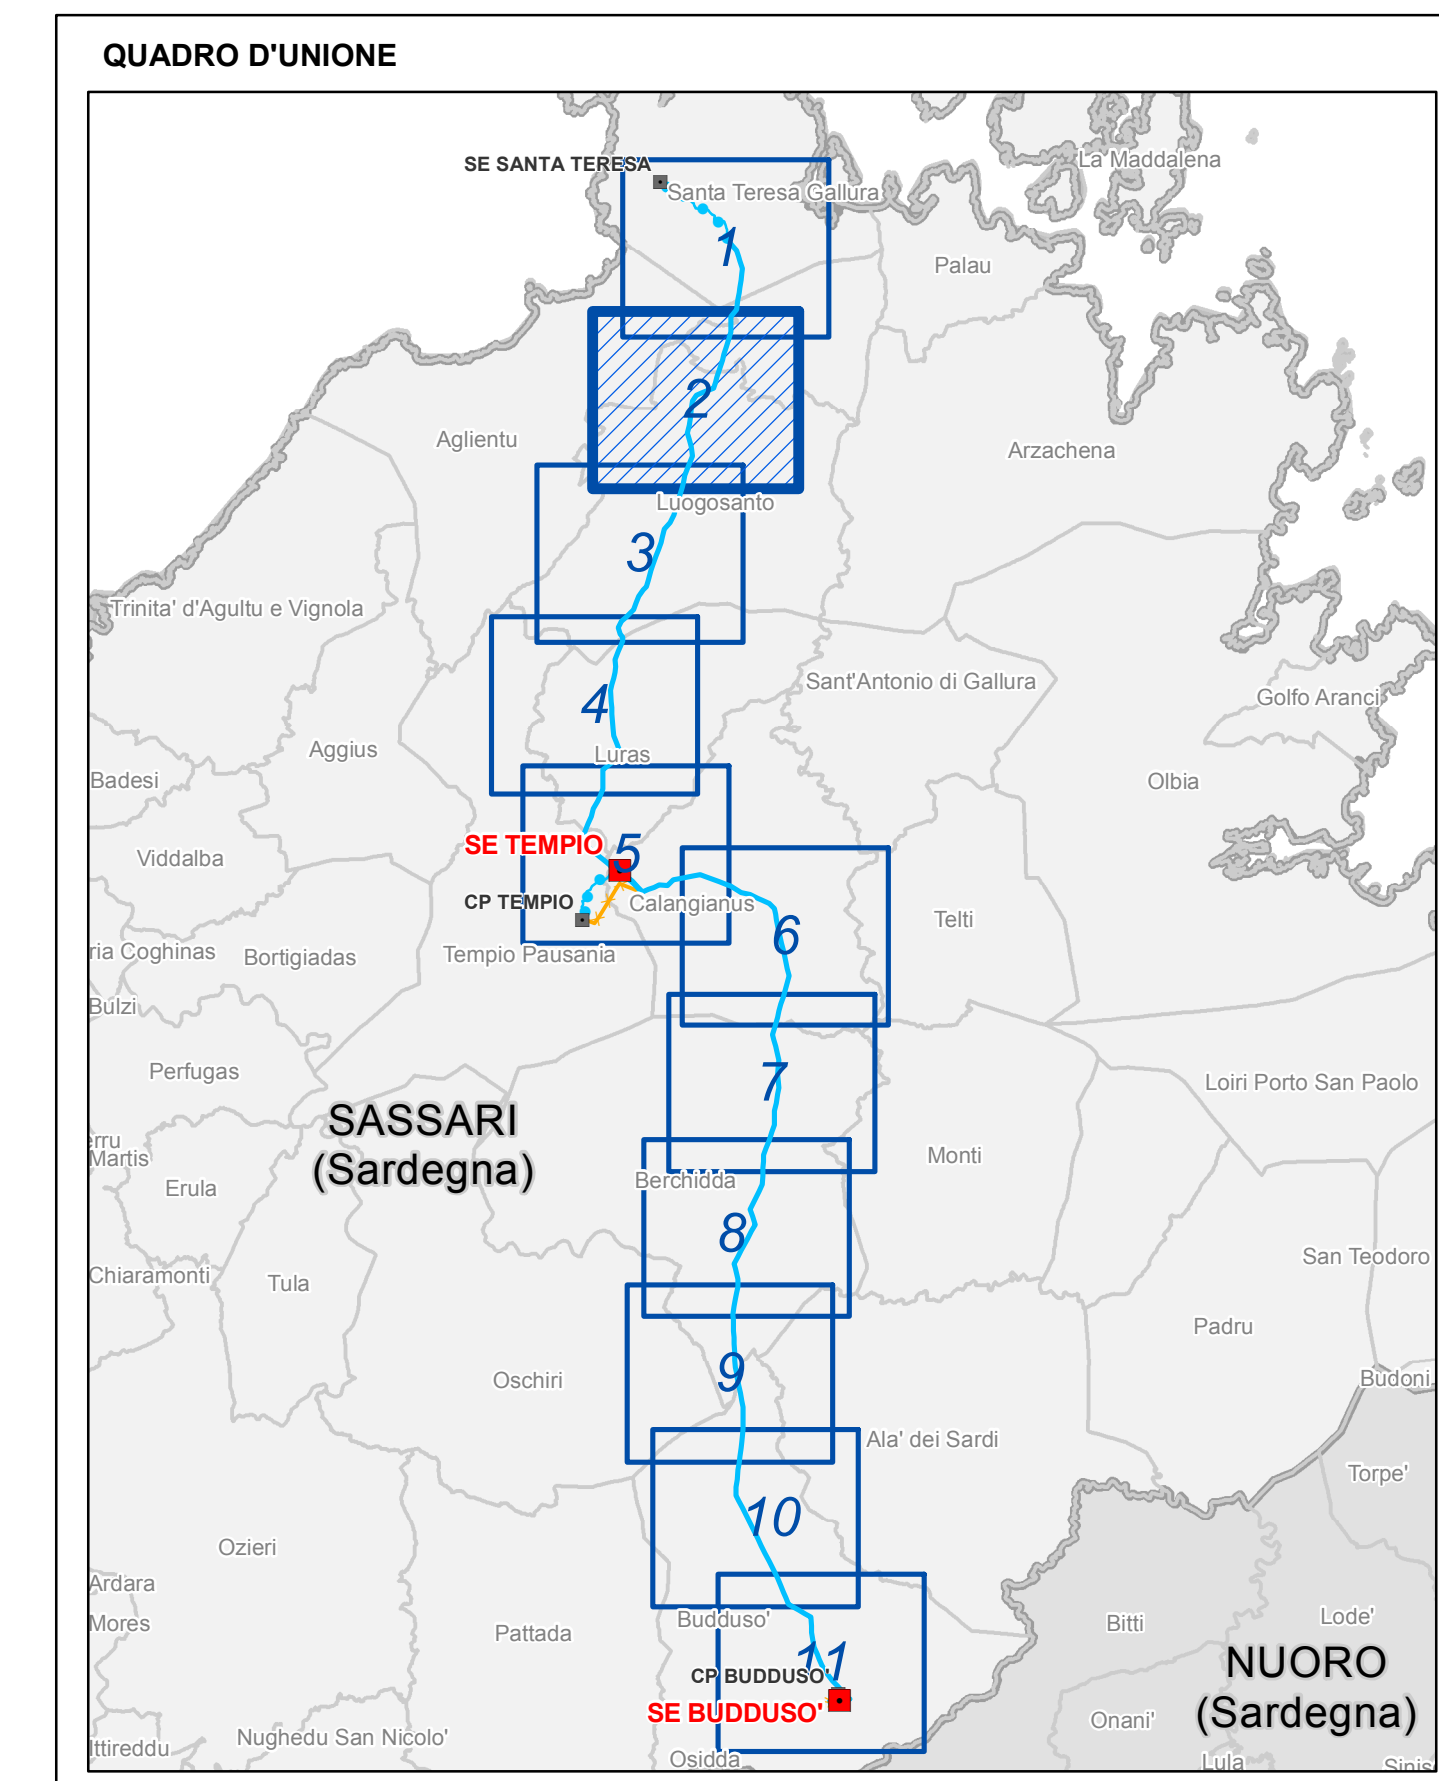 QUADRO D'UNIONE
La Maddalena
SE SANTA TERESA
Santa Teresa Gallura
1
Palau
2
Aglientu
Arzachena
Luogosanto
3
Trinita' d'Agultu e Vignola
Sant'Antonio di Gallura
Golfo Aranci
4
Aggius
Luras
Badesi
Olbia
SE TEMPIO
5
Viddalba
CP TEMPIO
Calangianus
Telti
6
ria Coghinas
Bortigiadas
Tempio Pausania
Bulzi
Perfugas
7
Loiri Porto San Paolo
SASSARI
(Sardegna)
erru
Martis
Monti
Erula
Berchidda
8
San Teodoro
Chiaramonti
Tula
Padru
9
Oschiri
Budoni
Ala' dei Sardi
Torpe'
10
Ozieri
Ardara
Mores
Budduso'
Bitti
Lode'
Pattada
11
CP BUDDUSO'
NUORO
(Sardegna)
SE BUDDUSO'
Onani'
Nughedu San Nicolo'
Ittireddu
Osidda
Lula
Sinis